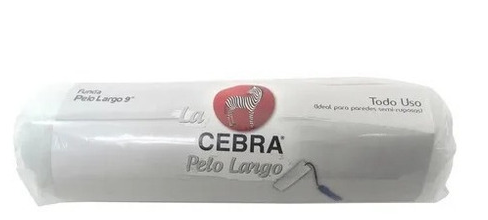 Funda
Pelo Largo 9"
Todo Uso
(Ideal para paredes semi-rugosas)
La
CEBRA®
Pelo Largo